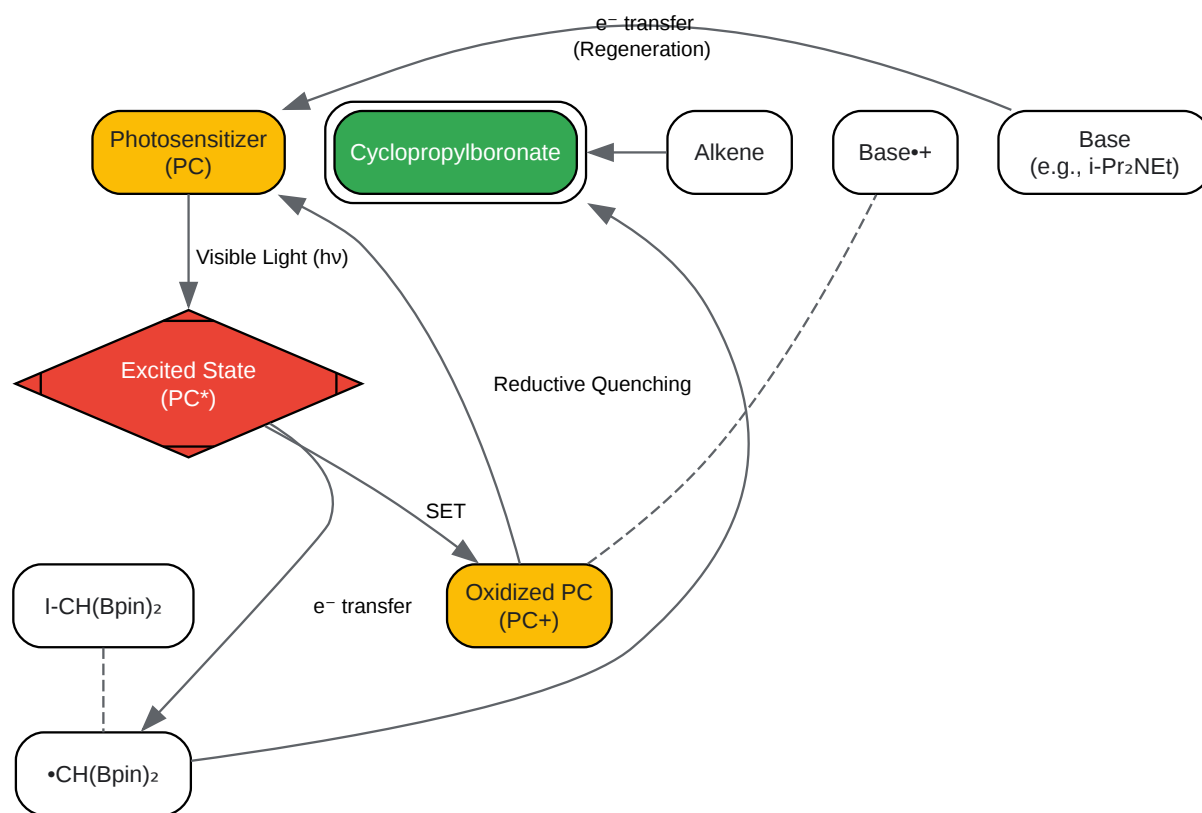 e⁻ transfer
(Regeneration)
Photosensitizer
(PC)
Cyclopropylboronate
Alkene
Base•+
Base
(e.g., i-Pr₂NEt)
Visible Light (hν)
Excited State
(PC*)
Reductive Quenching
SET
I-CH(Bpin)₂
e⁻ transfer
Oxidized PC
(PC+)
•CH(Bpin)₂